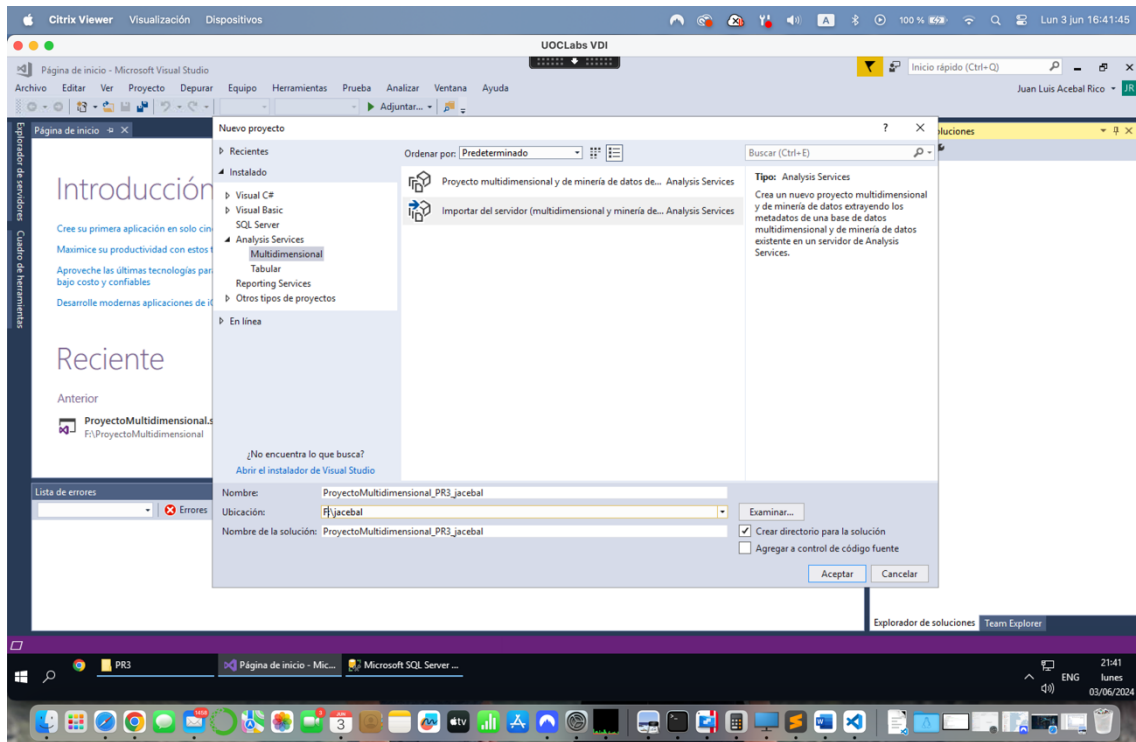 Citrix Viewer Visualización Dispositivos A 100 % Lun 3 jun 16:41:45
UOCLabs VDI
Página de inicio - Microsoft Visual Studio Inicio rápido (Ctrl+Q)
Archivo Editar Ver Proyecto Depurar Equipo Herramientas Prueba Analizar Ventana Ayuda Juan Luis Acebal Rico JR
Adjuntar...
Explorador de servidores
Cuadro de herramientas
Página de inicio
Introducción
Cree su primera aplicación en solo cin
Maximice su productividad con estos t
Aproveche las últimas tecnologías par
bajo costo y confiables
Desarrolle modernas aplicaciones de i
Reciente
Anterior
ProyectoMultidimensional.s
F:\ProyectoMultidimensional
Nuevo proyecto ? X
Recientes
Instalado
Visual C#
Visual Basic
SQL Server
Analysis Services
Multidimensional
Tabular
Reporting Services
Otros tipos de proyectos
En línea
¿No encuentra lo que busca?
Abrir el instalador de Visual Studio
Ordenar por: Predeterminado
Proyecto multidimensional y de minería de datos de... Analysis Services
Importar del servidor (multidimensional y minería de... Analysis Services
Buscar (Ctrl+E)
Tipo: Analysis Services
Crea un nuevo proyecto multidimensional
y de minería de datos extrayendo los
metadatos de una base de datos
multidimensional y de minería de datos
existente en un servidor de Analysis
Services.
Nombre: ProyectoMultidimensional_PR3_jacebal
Ubicación: F\jacebal Examinar...
Nombre de la solución: ProyectoMultidimensional_PR3_jacebal
Crear directorio para la solución
Agregar a control de código fuente
Aceptar Cancelar
oluciones
Lista de errores
Errores
Explorador de soluciones Team Explorer
PR3 Página de inicio - Mic... Microsoft SQL Server ...
ENG
21:41
lunes
03/06/2024